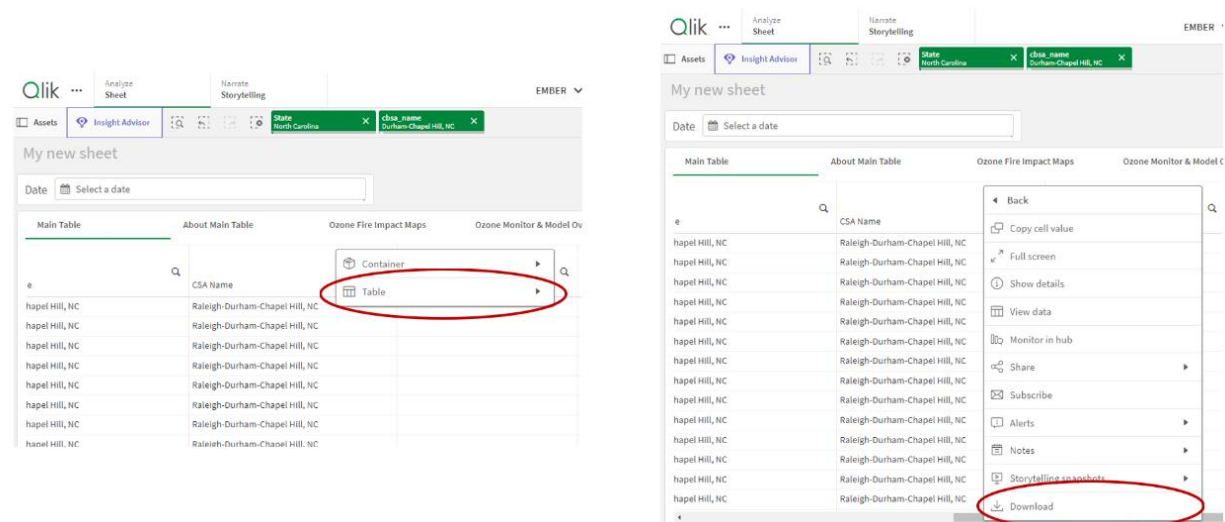 Qlik ... Analyze Sheet Narrate Storytelling EMBER
Assets Insight Advisor State North Carolina cbsa_name Durham-Chapel Hill, NC
My new sheet
Date Select a date
Main Table About Main Table Ozone Fire Impact Maps Ozone Monitor & Model Ov
Container
e CSA Name
Table
hapel Hill, NC Raleigh-Durham-Chapel Hill, NC
hapel Hill, NC Raleigh-Durham-Chapel Hill, NC
hapel Hill, NC Raleigh-Durham-Chapel Hill, NC
hapel Hill, NC Raleigh-Durham-Chapel Hill, NC
hapel Hill, NC Raleigh-Durham-Chapel Hill, NC
hapel Hill, NC Raleigh-Durham-Chapel Hill, NC
hapel Hill, NC Raleigh-Durham-Chapel Hill, NC
hapel Hill, NC Raleigh-Durham-Chapel Hill, NC
Qlik ... Analyze Sheet Narrate Storytelling EMBER
Assets Insight Advisor State North Carolina cbsa_name Durham-Chapel Hill, NC
My new sheet
Date Select a date
Main Table About Main Table Ozone Fire Impact Maps Ozone Monitor & Model O
Back
e CSA Name
Copy cell value
Full screen
Show details
View data
Monitor in hub
Share
Subscribe
Alerts
Notes
Storytelling snapshots
Download
hapel Hill, NC Raleigh-Durham-Chapel Hill, NC
hapel Hill, NC Raleigh-Durham-Chapel Hill, NC
hapel Hill, NC Raleigh-Durham-Chapel Hill, NC
hapel Hill, NC Raleigh-Durham-Chapel Hill, NC
hapel Hill, NC Raleigh-Durham-Chapel Hill, NC
hapel Hill, NC Raleigh-Durham-Chapel Hill, NC
hapel Hill, NC Raleigh-Durham-Chapel Hill, NC
hapel Hill, NC Raleigh-Durham-Chapel Hill, NC
hapel Hill, NC Raleigh-Durham-Chapel Hill, NC
hapel Hill, NC Raleigh-Durham-Chapel Hill, NC
hapel Hill, NC Raleigh-Durham-Chapel Hill, NC
hapel Hill, NC Raleigh-Durham-Chapel Hill, NC
hapel Hill, NC Raleigh-Durham-Chapel Hill, NC
hapel Hill, NC Raleigh-Durham-Chapel Hill, NC